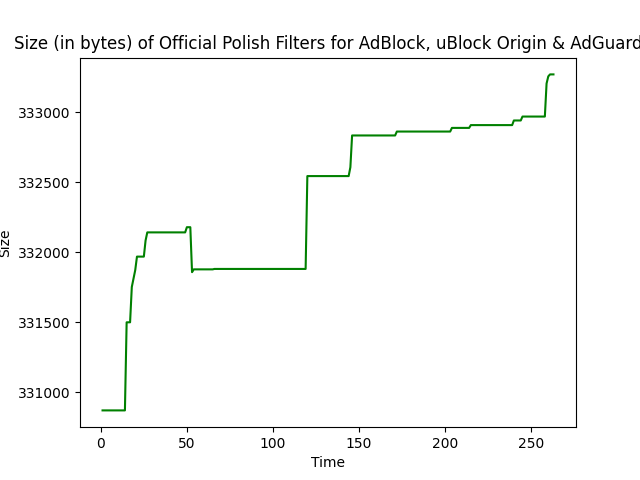 Size (in bytes) of Official Polish Filters for AdBlock, uBlock Origin & AdGuard
333000
332500
332000
331500
331000
Size
0 50 100 150 200 250
Time